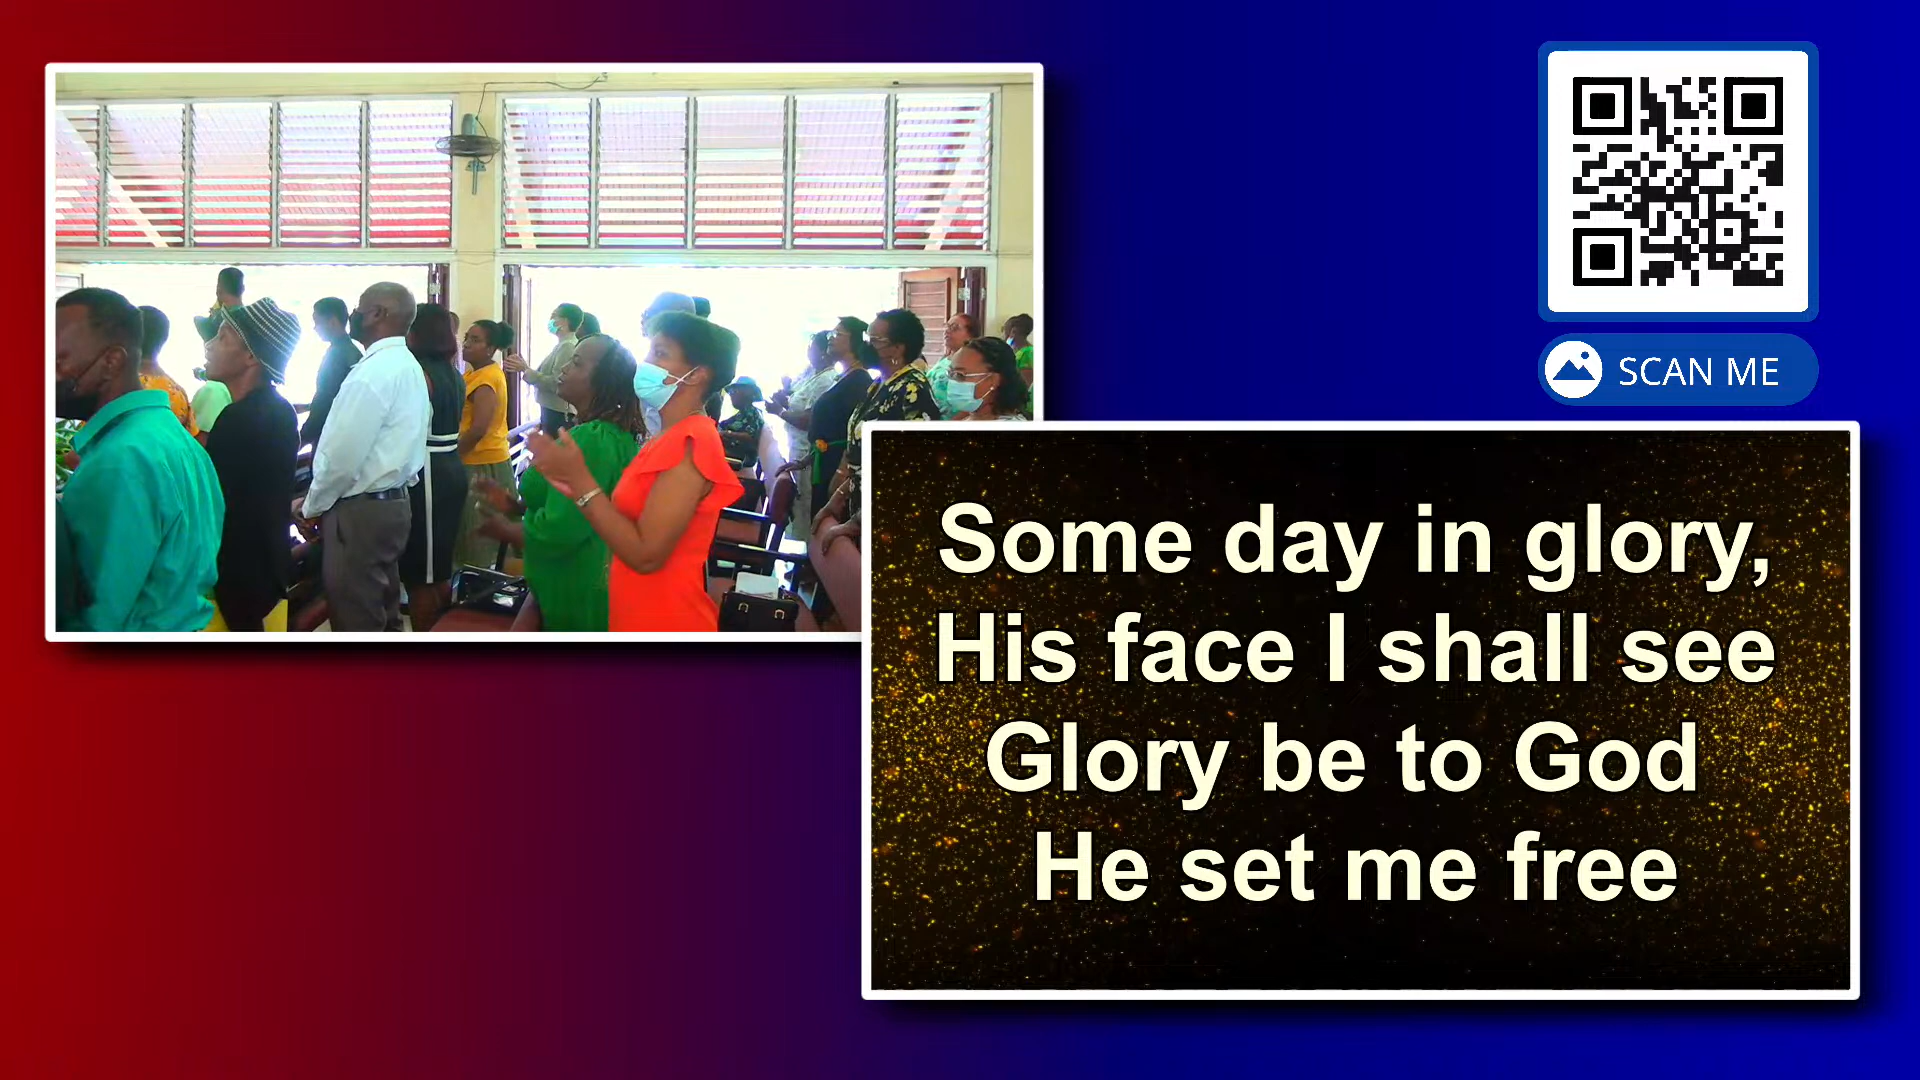 SCAN ME
Some day in glory,
His face I shall see
Glory be to God
He set me free